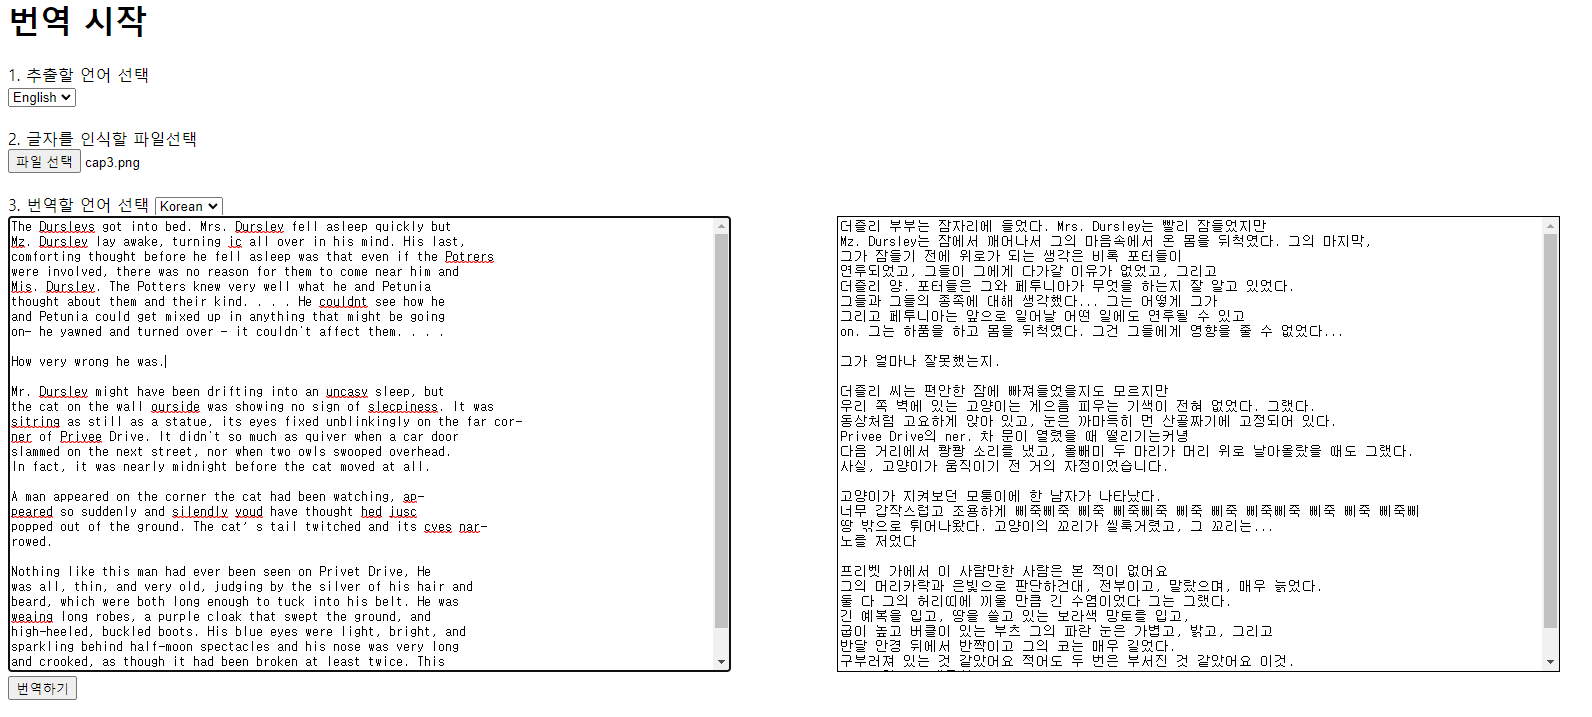 번역 시작
1. 추출할 언어 선택
English
2. 글자를 인식할 파일선택
파일 선택 cap3.png
3. 번역할 언어 선택 Korean
The Dursleys got into bed. Mrs. Dursley fell asleep quickly but
Mz. Dursley lay awake, turning ic all over in his mind. His last,
comforting thought before he fell asleep was that even if the Potrers
were involved, there was no reason for them to come near him and
Mis. Dursley. The Potters knew very well what he and Petunia
thought about them and their kind. . . . He couldnt see how he
and Petunia could get mixed up in anything that might be going
on- he yawned and turned over - it couldn't affect them. . . .
How very wrong he was.
Mr. Dursley might have been drifting into an uncasy sleep, but
the cat on the wall ourside was showing no sign of slecpiness. It was
sitring as still as a statue, its eyes fixed unblinkingly on the far cor-
ner of Privee Drive. It didn't so much as quiver when a car door
slammed on the next street, nor when two owls swooped overhead.
In fact, it was nearly midnight before the cat moved at all.
A man appeared on the corner the cat had been watching, ap-
peared so suddenly and silendly youd have thought hed jusc
popped out of the ground. The cat’s tail twitched and its cyes nar-
rowed.
Nothing like this man had ever been seen on Privet Drive, He
was all, thin, and very old, judging by the silver of his hair and
beard, which were both long enough to tuck into his belt. He was
weaing long robes, a purple cloak that swept the ground, and
high-heeled, buckled boots. His blue eyes were light, bright, and
sparkling behind half-moon spectacles and his nose was very long
and crooked, as though it had been broken at least twice. This
더즐리 부부는 잠자리에 들었다. Mrs. Dursley는 빨리 잠들었지만
Mz. Dursley는 잠에서 깨어나서 그의 마음속에서 온 몸을 뒤척였다. 그의 마지막,
그가 잠들기 전에 위로가 되는 생각은 비록 포터들이
연루되었고, 그들이 그에게 다가갈 이유가 없었고, 그리고
더즐리 양. 포터들은 그와 페투니아가 무엇을 하는지 잘 알고 있었다.
그들과 그들의 종족에 대해 생각했다... 그는 어떻게 그가
그리고 페투니아는 앞으로 일어날 어떤 일에도 연루될 수 있고
on. 그는 하품을 하고 몸을 뒤척였다. 그건 그들에게 영향을 줄 수 없었다...
그가 얼마나 잘못했는지.
더즐리 씨는 편안한 잠에 빠져들었을지도 모르지만
우리 쪽 벽에 있는 고양이는 게으름 피우는 기색이 전혀 없었다. 그랬다.
동상처럼 고요하게 앉아 있고, 눈은 까마득히 먼 산골짜기에 고정되어 있다.
Privee Drive의 ner. 차 문이 열렸을 때 떨리기는커녕
다음 거리에서 쾅쾅 소리를 냈고, 올빼미 두 마리가 머리 위로 날아올랐을 때도 그랬다.
사실, 고양이가 움직이기 전 거의 자정이었습니다.
고양이가 지켜보던 모퉁이에 한 남자가 나타났다.
너무 갑작스럽고 조용하게 삐죽삐죽 삐죽 삐죽삐죽 삐죽 삐죽 삐죽삐죽 삐죽 삐죽 삐죽삐
땅 밖으로 튀어나왔다. 고양이의 꼬리가 씰룩거렸고, 그 꼬리는...
노를 저었다
프리벳 가에서 이 사람만한 사람은 본 적이 없어요
그의 머리카락과 은빛으로 판단하건대, 전부이고, 말랐으며, 매우 늙었다.
둘 다 그의 허리띠에 끼울 만큼 긴 수염이었다 그는 그랬다.
긴 예복을 입고, 땅을 쓸고 있는 보라색 망토를 입고,
굽이 높고 버클이 있는 부츠 그의 파란 눈은 가볍고, 밝고, 그리고
반달 안경 뒤에서 반짝이고 그의 코는 매우 길었다.
구부러져 있는 것 같았어요 적어도 두 번은 부서진 것 같았어요 이것.
번역하기